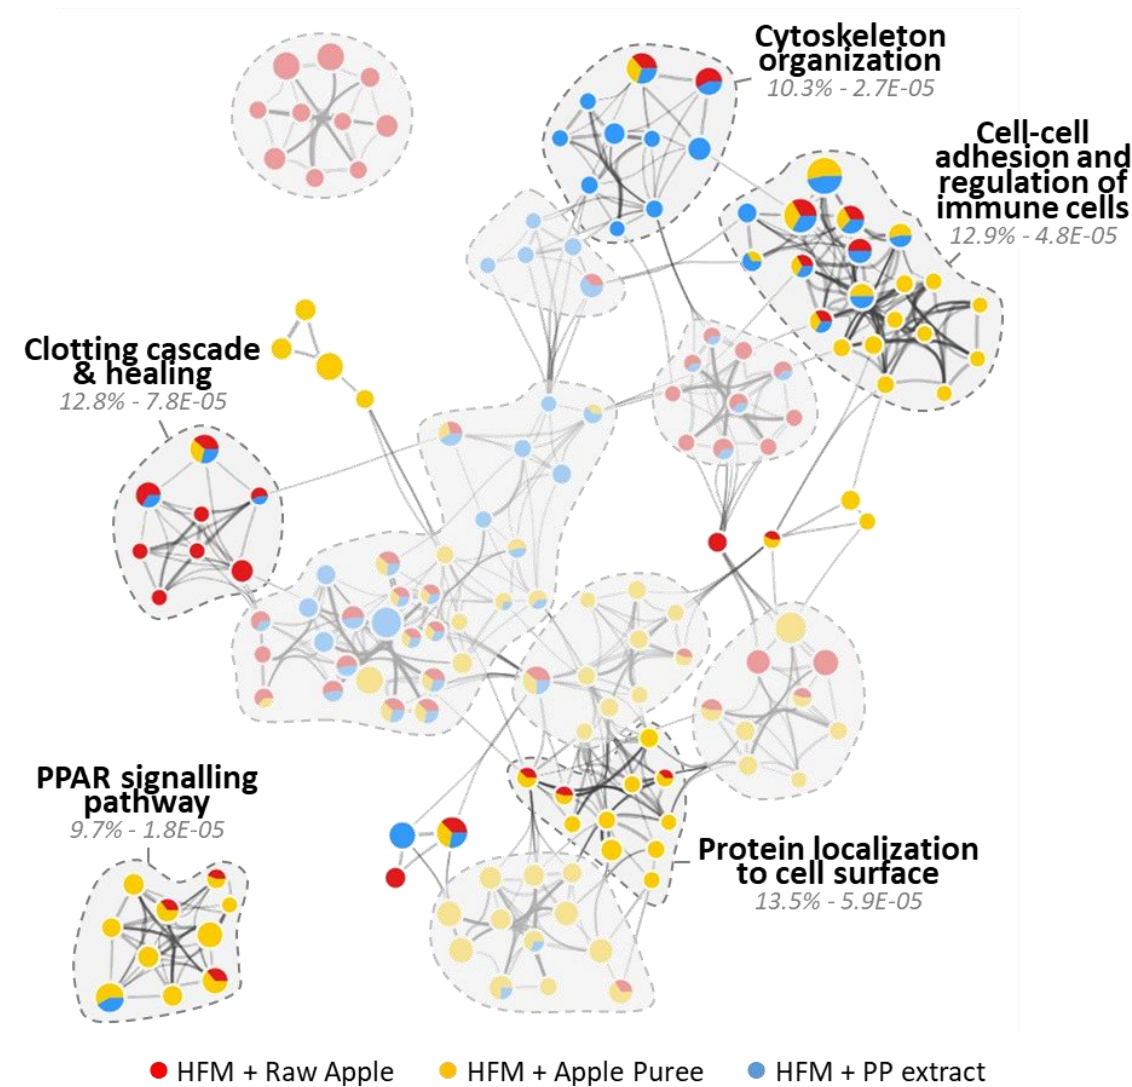 Cytoskeleton
organization
10.3% - 2.7E-05
Cell-cell
adhesion and
regulation of
immune cells
12.9% - 4.8E-05
Clotting cascade
& healing
12.8% - 7.8E-05
PPAR signalling
pathway
9.7% - 1.8E-05
Protein localization
to cell surface
13.5% - 5.9E-05
HFM + Raw Apple
HFM + Apple Puree
HFM + PP extract